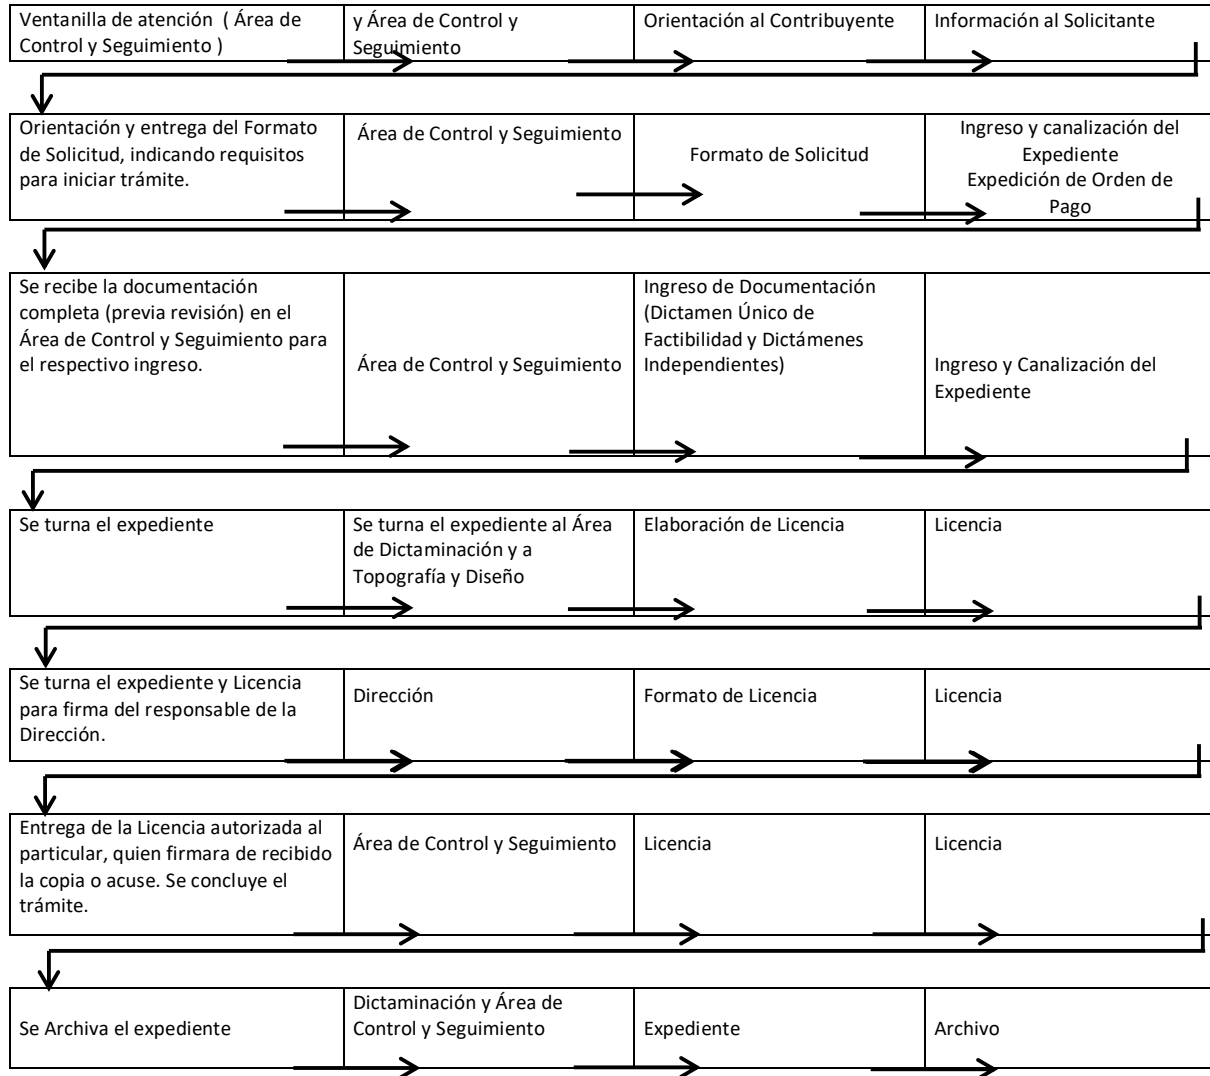 Ventanilla de atención ( Área de
Control y Seguimiento )
y Área de Control y
Seguimiento
Orientación al Contribuyente
Información al Solicitante
Orientación y entrega del Formato
de Solicitud, indicando requisitos
para iniciar trámite.
Área de Control y Seguimiento
Formato de Solicitud
Ingreso y canalización del
Expediente
Expedición de Orden de
Pago
Se recibe la documentación
completa (previa revisión) en el
Área de Control y Seguimiento para
el respectivo ingreso.
Área de Control y Seguimiento
Ingreso de Documentación
(Dictamen Único de
Factibilidad y Dictámenes
Independientes)
Ingreso y Canalización del
Expediente
Se turna el expediente
Se turna el expediente al Área
de Dictaminación y a
Topografía y Diseño
Elaboración de Licencia
Licencia
Se turna el expediente y Licencia
para firma del responsable de la
Dirección.
Dirección
Formato de Licencia
Licencia
Entrega de la Licencia autorizada al
particular, quien firmara de recibido
la copia o acuse. Se concluye el
trámite.
Área de Control y Seguimiento
Licencia
Licencia
Se Archiva el expediente
Dictaminación y Área de
Control y Seguimiento
Expediente
Archivo